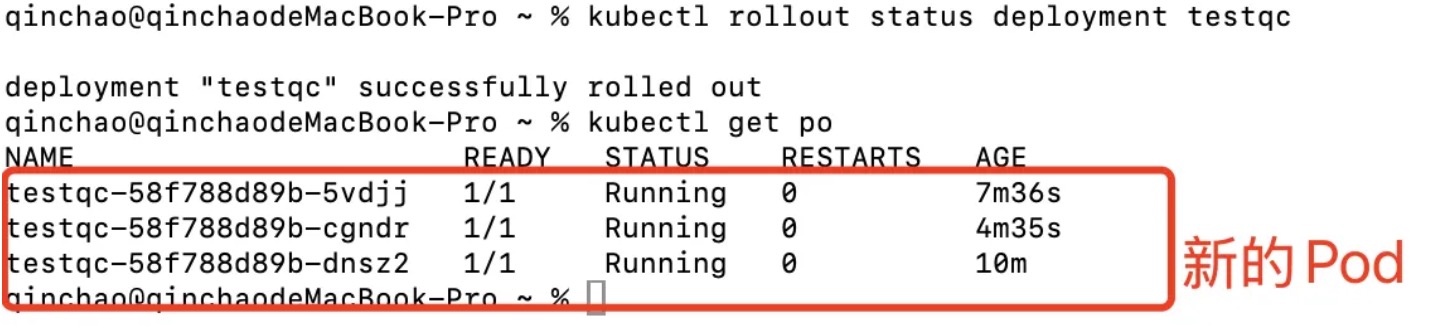 qinchao@qinchaodeMacBook-Pro ~ % kubectl rollout status deployment testqc
deployment "testqc" successfully rolled out
qinchao@qinchaodeMacBook-Pro ~ % kubectl get po
NAME READY STATUS RESTARTS AGE
testqc-58f788d89b-5vdjj 1/1 Running 0 7m36s
testqc-58f788d89b-cgndr 1/1 Running 0 4m35s
testqc-58f788d89b-dnsz2 1/1 Running 0 10m
新的Pod
qinchao@qinchaodeMacBook-Pro ~ %